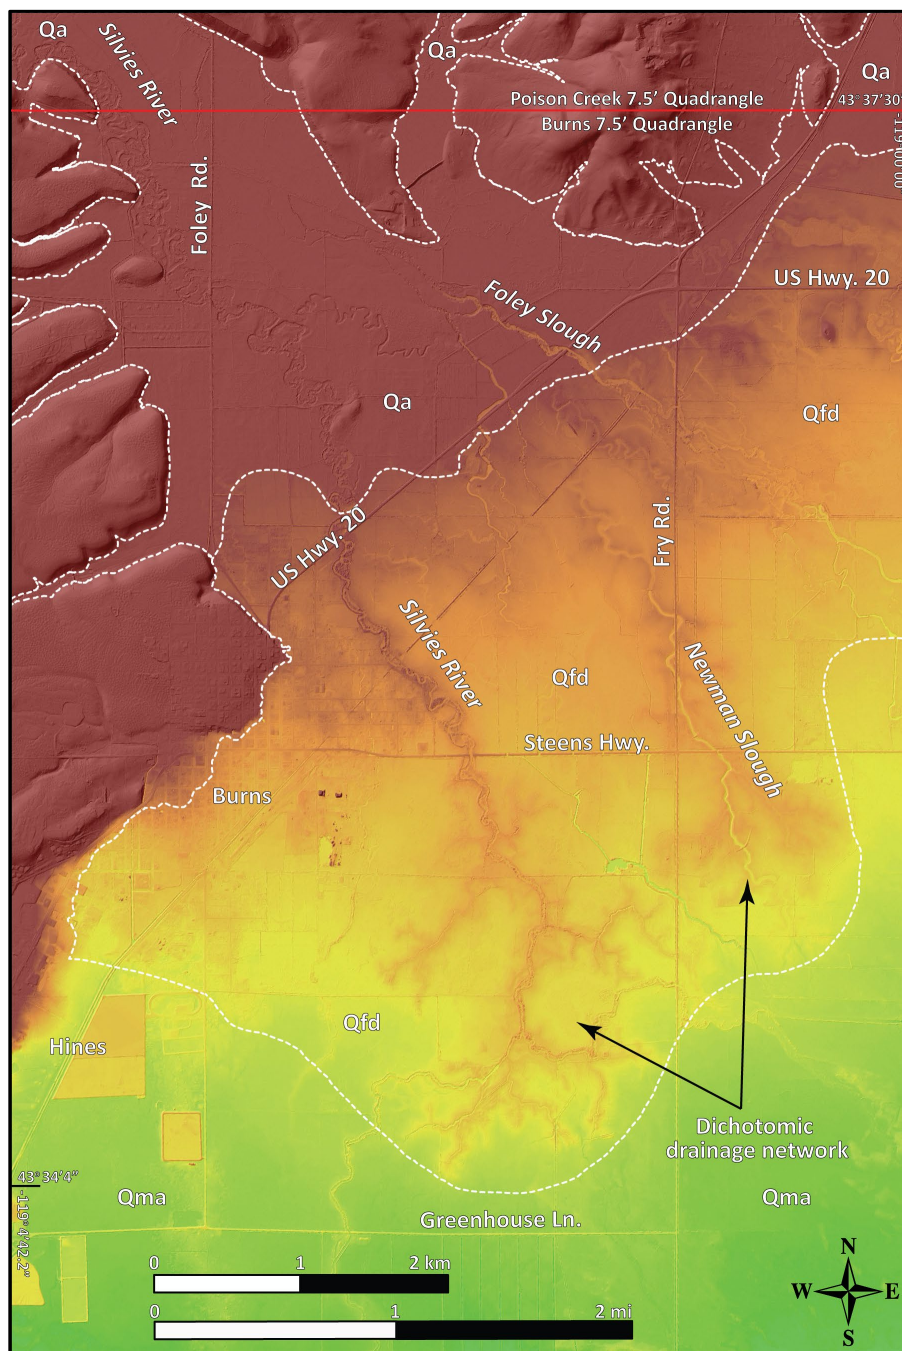 Qa
Silvies River
Qa
Qa
Poison Creek 7.5’ Quadrangle
43° 37’30”
Burns 7.5’ Quadrangle
Foley Rd.
US Hwy. 20
Foley Slough
Qa
Qfd
US Hwy. 20
Fry Rd.
Silvies River
Newman Slough
Qfd
Steens Hwy.
Burns
Qfd
Hines
Dichotomic
drainage network
43° 34’4”
-119° 4’42.2”
Qma
Qma
Greenhouse Ln.
0 1 2 km
0 1 2 mi
N
W E
S